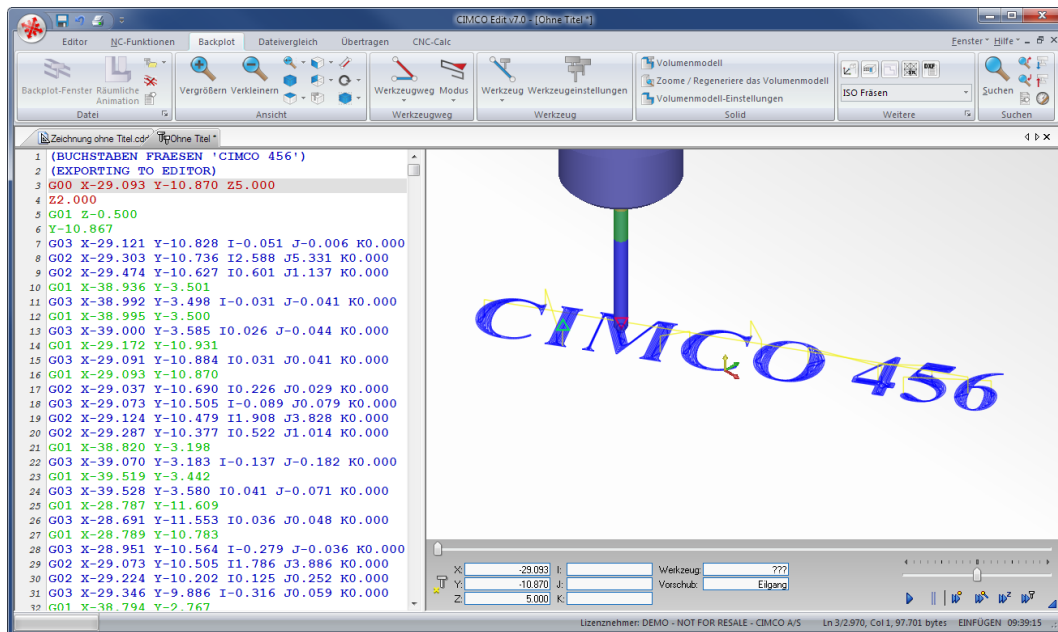 CIMCO Edit v7.0 - [Ohne Titel *]
Editor NC-Funktionen Backplot Dateivergleich Übertragen CNC-Calc Fenster Hilfe
Backplot-Fenster Räumliche Animation
Vergrößern Verkleinern
Werkzeugweg Modus
Werkzeug Werkzeugeinstellungen
Volumenmodell
Zoome / Regeneriere das Volumenmodell
Volumenmodell-Einstellungen
DXF
ISO Fräsen
Suchen
Datei Ansicht Werkzeugweg Werkzeug Solid Weitere Suchen
Zeichnung ohne Titel.cd Ohne Titel *
1 (BUCHSTABEN FRAESEN 'CIMCO 456')
2 (EXPORTING TO EDITOR)
3 G00 X-29.093 Y-10.870 Z5.000
4 Z2.000
5 G01 Z-0.500
6 Y-10.867
7 G03 X-29.121 Y-10.828 I-0.051 J-0.006 K0.000
8 G02 X-29.303 Y-10.736 I2.588 J5.331 K0.000
9 G02 X-29.474 Y-10.627 I0.601 J1.137 K0.000
10 G01 X-38.936 Y-3.501
11 G03 X-38.992 Y-3.498 I-0.031 J-0.041 K0.000
12 G01 X-38.995 Y-3.500
13 G03 X-39.000 Y-3.585 I0.026 J-0.044 K0.000
14 G01 X-29.172 Y-10.931
15 G03 X-29.091 Y-10.884 I0.031 J0.041 K0.000
16 G01 X-29.093 Y-10.870
17 G02 X-29.037 Y-10.690 I0.226 J0.029 K0.000
18 G03 X-29.073 Y-10.505 I-0.089 J0.079 K0.000
19 G02 X-29.124 Y-10.479 I1.908 J3.828 K0.000
20 G02 X-29.287 Y-10.377 I0.522 J1.014 K0.000
21 G01 X-38.820 Y-3.198
22 G03 X-39.070 Y-3.183 I-0.137 J-0.182 K0.000
23 G01 X-39.519 Y-3.442
24 G03 X-39.528 Y-3.580 I0.041 J-0.071 K0.000
25 G01 X-28.787 Y-11.609
26 G03 X-28.691 Y-11.553 I0.036 J0.048 K0.000
27 G01 X-28.789 Y-10.783
28 G03 X-28.951 Y-10.564 I-0.279 J-0.036 K0.000
29 G02 X-29.073 Y-10.505 I1.786 J3.886 K0.000
30 G02 X-29.224 Y-10.202 I0.125 J0.252 K0.000
31 G03 X-29.346 Y-9.886 I-0.316 J0.059 K0.000
32 G01 X-38.794 Y-2.767
CIMCO 456
X: -29.093 I: Werkzeug: ???
Y: -10.870 J: Vorschub: Eilgang
Z: 5.000 K:
Lizenznehmer: DEMO - NOT FOR RESALE - CIMCO A/S Ln 3/2.970, Col 1, 97.701 bytes EINFÜGEN 09:39:15